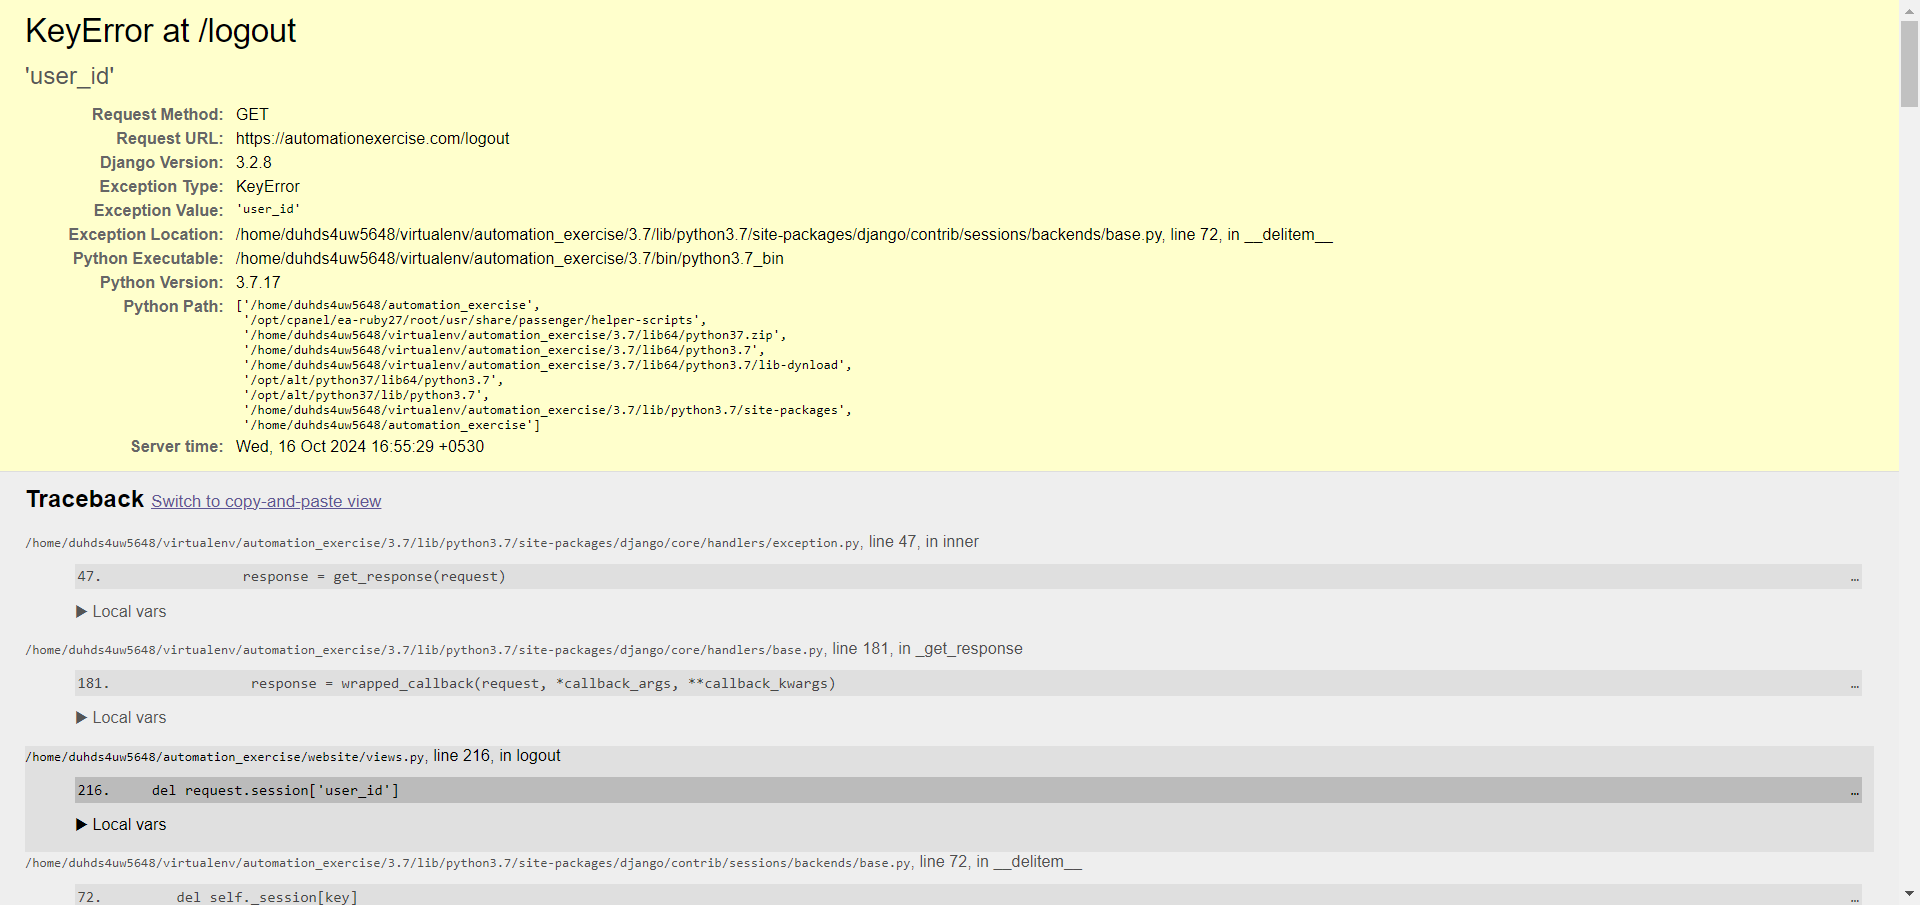 KeyError at /logout
'user_id'
Request Method: GET
Request URL: https://automationexercise.com/logout
Django Version: 3.2.8
Exception Type: KeyError
Exception Value: 'user_id'
Exception Location: /home/duhds4uw5648/virtualenv/automation_exercise/3.7/lib/python3.7/site-packages/django/contrib/sessions/backends/base.py, line 72, in __delitem__
Python Executable: /home/duhds4uw5648/virtualenv/automation_exercise/3.7/bin/python3.7_bin
Python Version: 3.7.17
Python Path: ['/home/duhds4uw5648/automation_exercise',
'/opt/cpanel/ea-ruby27/root/usr/share/passenger/helper-scripts',
'/home/duhds4uw5648/virtualenv/automation_exercise/3.7/lib64/python37.zip',
'/home/duhds4uw5648/virtualenv/automation_exercise/3.7/lib64/python3.7',
'/home/duhds4uw5648/virtualenv/automation_exercise/3.7/lib64/python3.7/lib-dynload',
'/opt/alt/python37/lib64/python3.7',
'/opt/alt/python37/lib/python3.7',
'/home/duhds4uw5648/virtualenv/automation_exercise/3.7/lib/python3.7/site-packages',
'/home/duhds4uw5648/automation_exercise']
Server time: Wed, 16 Oct 2024 16:55:29 +0530
Traceback Switch to copy-and-paste view
/home/duhds4uw5648/virtualenv/automation_exercise/3.7/lib/python3.7/site-packages/django/core/handlers/exception.py, line 47, in inner
47. response = get_response(request) …
▶ Local vars
/home/duhds4uw5648/virtualenv/automation_exercise/3.7/lib/python3.7/site-packages/django/core/handlers/base.py, line 181, in _get_response
181. response = wrapped_callback(request, *callback_args, **callback_kwargs) …
▶ Local vars
/home/duhds4uw5648/automation_exercise/website/views.py, line 216, in logout
216. del request.session['user_id'] …
▶ Local vars
/home/duhds4uw5648/virtualenv/automation_exercise/3.7/lib/python3.7/site-packages/django/contrib/sessions/backends/base.py, line 72, in __delitem__
72. del self._session[key] …